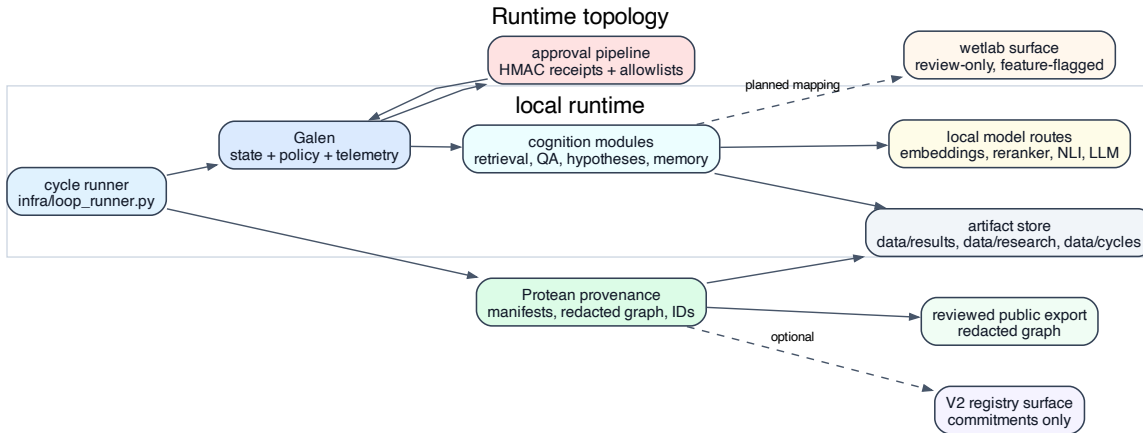 Runtime topology
approval pipeline
HMAC receipts + allowlists
wetlab surface
review-only, feature-flagged
planned mapping
local runtime
Galen
state + policy + telemetry
cognition modules
retrieval, QA, hypotheses, memory
local model routes
embeddings, reranker, NLI, LLM
cycle runner
infra/loop_runner.py
artifact store
data/results, data/research, data/cycles
Protean provenance
manifests, redacted graph, IDs
reviewed public export
redacted graph
optional
V2 registry surface
commitments only